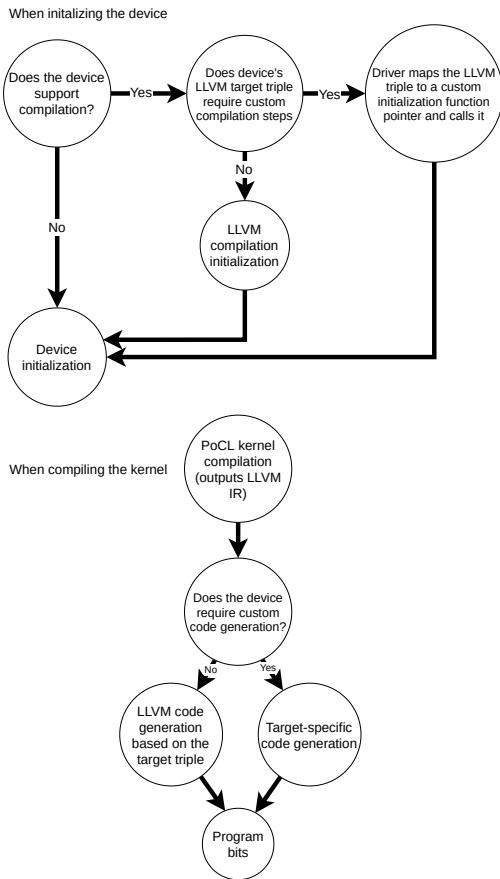 When initalizing the device
Does the device
support
compilation?
Yes
Does device's
LLVM target triple
require custom
compilation steps
Yes
Driver maps the LLVM
triple to a custom
initialization function
pointer and calls it
No
No
LLVM
compilation
initialization
Device
initialization
When compiling the kernel
PoCL kernel
compilation
(outputs LLVM
IR)
Does the device
require custom
code generation?
No
Yes
LLVM code
generation
based on the
target triple
Target-specific
code generation
Program
bits